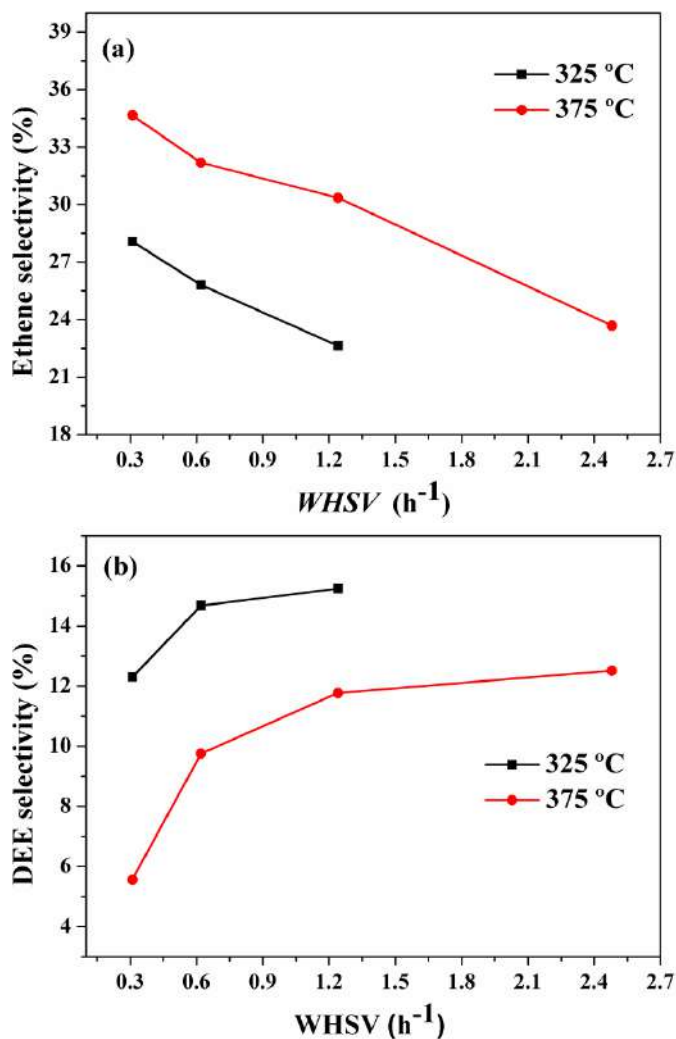 (a)
325 ºC
375 ºC
Ethene selectivity (%)
39
36
33
30
27
24
21
18
0.3 0.6 0.9 1.2 1.5 1.8 2.1 2.4 2.7
WHSV (h⁻¹)
(b)
325 ºC
375 ºC
DEE selectivity (%)
16
14
12
10
8
6
4
0.3 0.6 0.9 1.2 1.5 1.8 2.1 2.4 2.7
WHSV (h⁻¹)